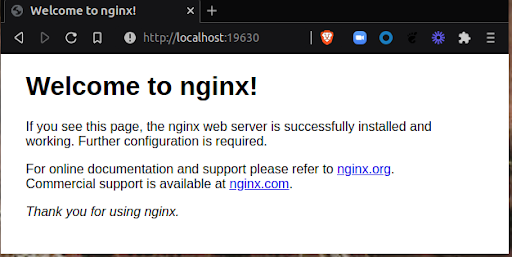 Welcome to nginx!
http://localhost:19630
Welcome to nginx!
If you see this page, the nginx web server is successfully installed and
working. Further configuration is required.
For online documentation and support please refer to nginx.org.
Commercial support is available at nginx.com.
Thank you for using nginx.